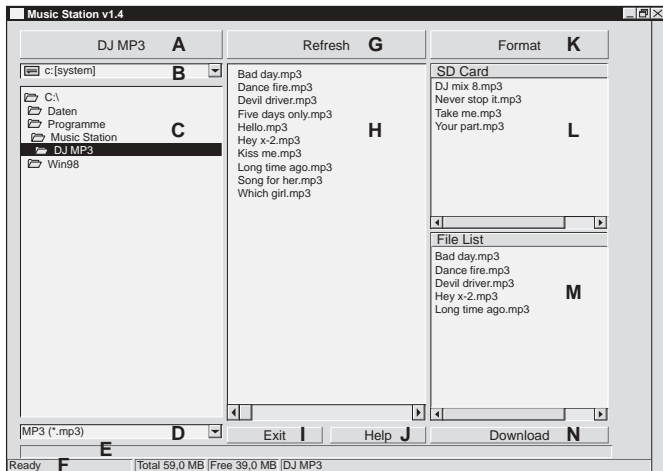 Music Station v1.4
DJ MP3 A
Refresh G
Format K
c:[system] B
C:\
Daten
Programme
Music Station
DJ MP3
Win98
C
Bad day.mp3
Dance fire.mp3
Devil driver.mp3
Five days only.mp3
Hello.mp3
Hey x-2.mp3
Kiss me.mp3
Long time ago.mp3
Song for her.mp3
Which girl.mp3
H
SD Card
DJ mix 8.mp3
Never stop it.mp3
Take me.mp3
Your part.mp3
L
File List
Bad day.mp3
Dance fire.mp3
Devil driver.mp3
Hey x-2.mp3
Long time ago.mp3
M
MP3 (*.mp3) D
Exit I
Help J
Download N
E
Ready F
Total 59,0 MB
Free 39,0 MB
DJ MP3